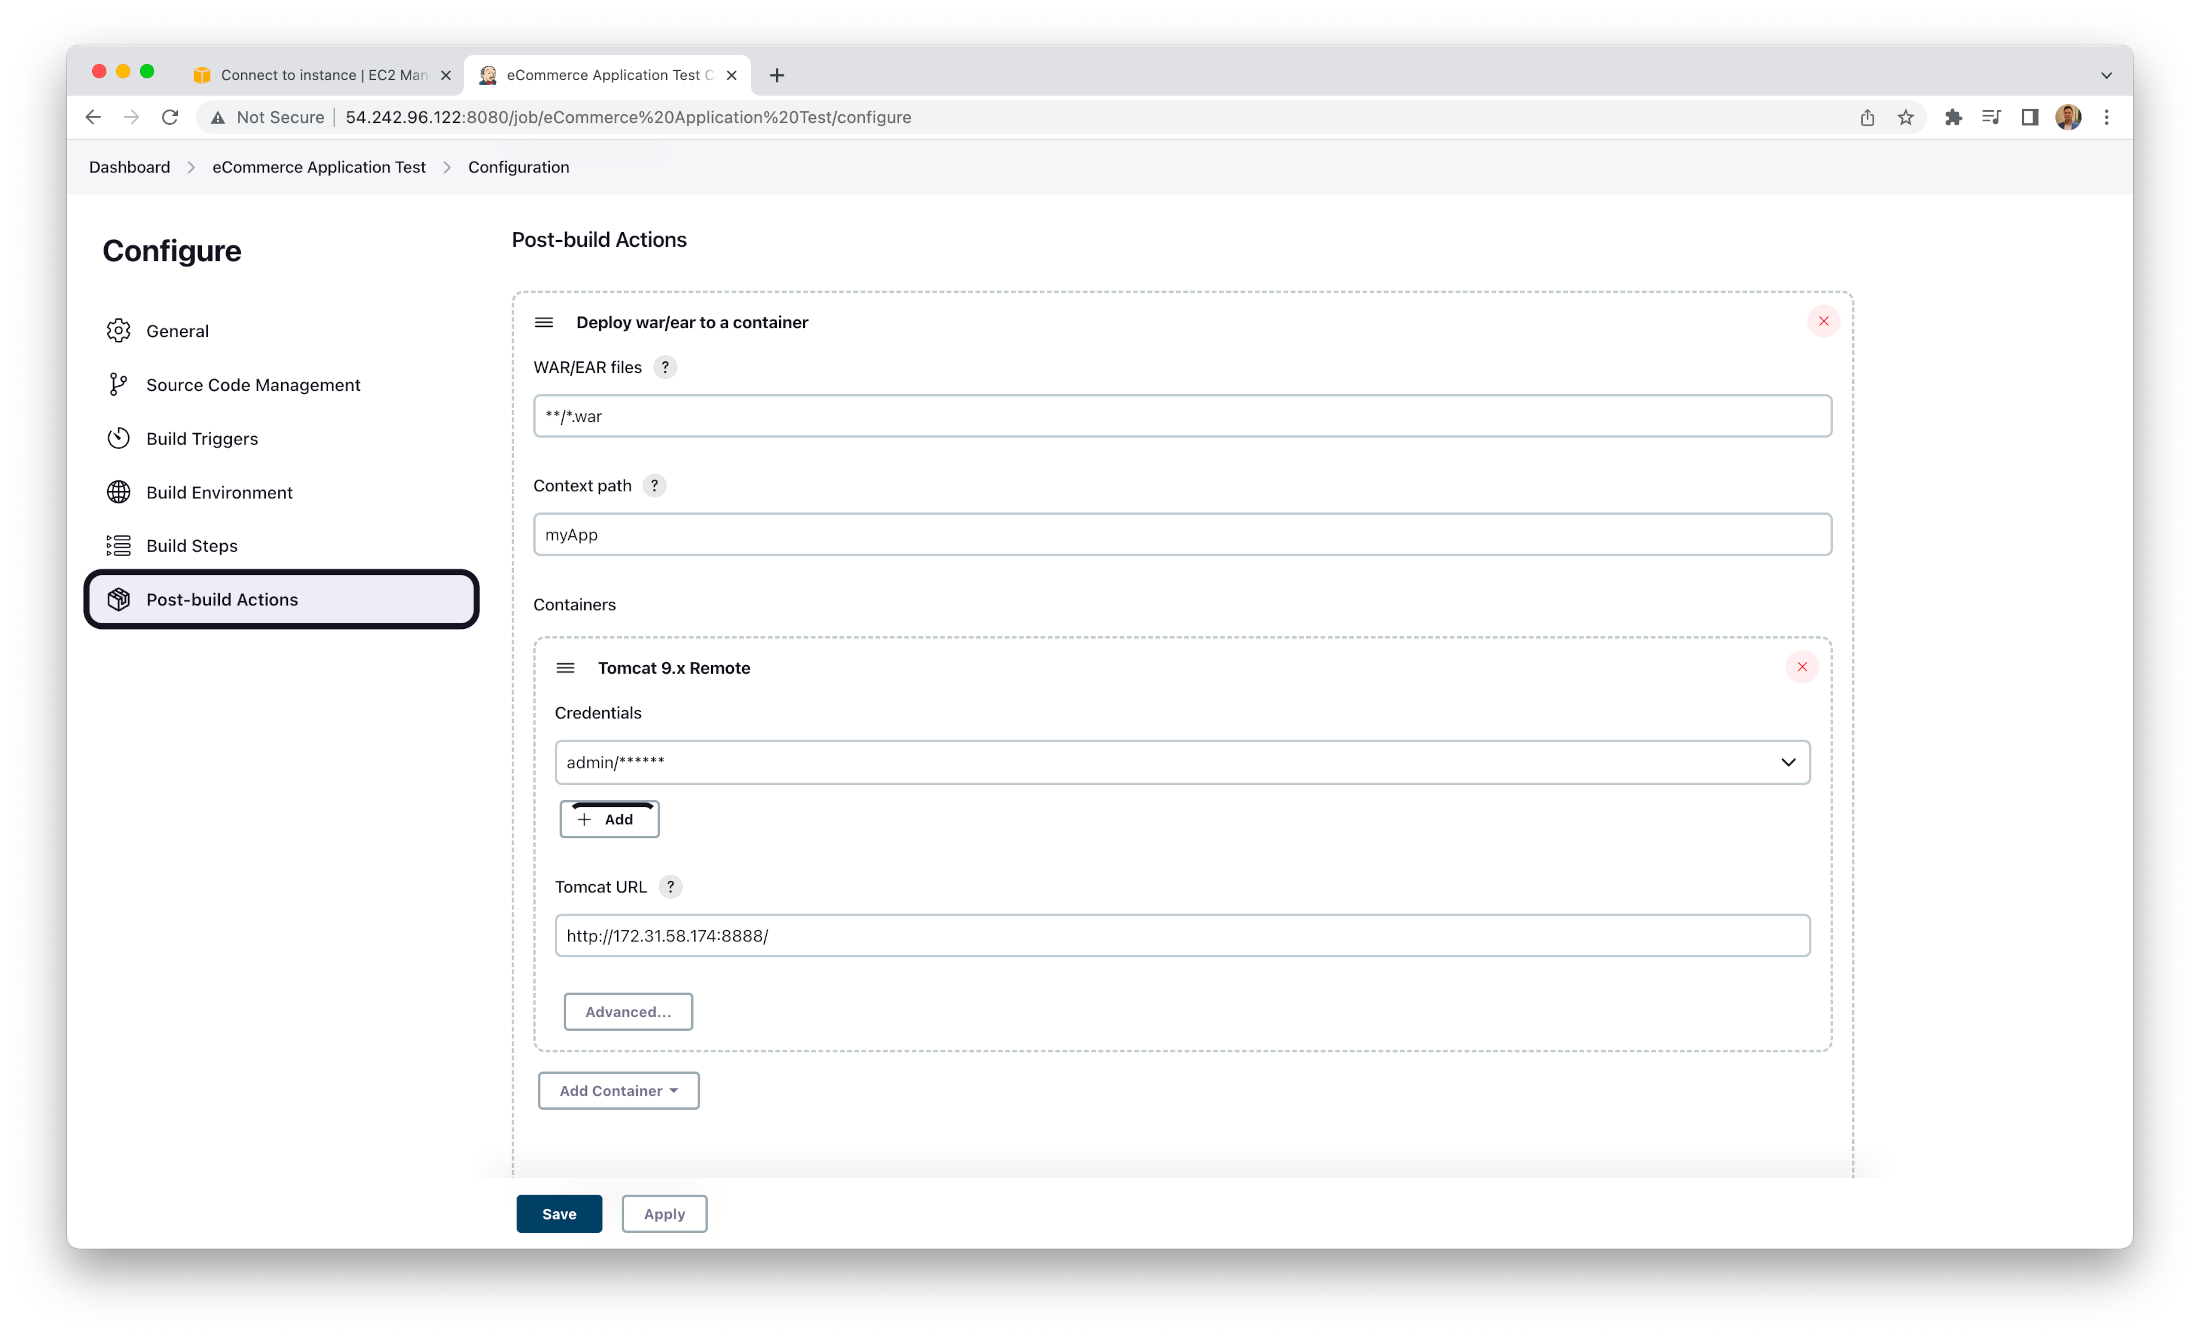 Connect to instance | EC2 Man
eCommerce Application Test C
Not Secure
54.242.96.122:8080/job/eCommerce%20Application%20Test/configure
Dashboard
eCommerce Application Test
Configuration
Configure
General
Source Code Management
Build Triggers
Build Environment
Build Steps
Post-build Actions
Post-build Actions
Deploy war/ear to a container
WAR/EAR files ?
**/*.war
Context path ?
myApp
Containers
Tomcat 9.x Remote
Credentials
admin/******
Add
Tomcat URL ?
http://172.31.58.174:8888/
Advanced...
Add Container
Save
Apply